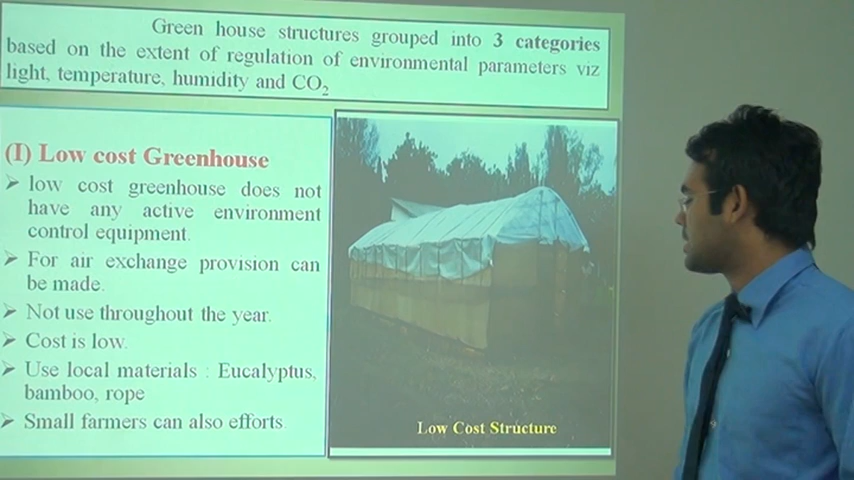 Green house structures grouped into 3 categories
based on the extent of regulation of environmental parameters viz
light, temperature, humidity and CO₂
(I) Low cost Greenhouse
➢ low cost greenhouse does not
have any active environment
control equipment.
➢ For air exchange provision can
be made.
➢ Not use throughout the year.
➢ Cost is low.
➢ Use local materials : Eucalyptus,
bamboo, rope
➢ Small farmers can also efforts.
Low Cost Structure